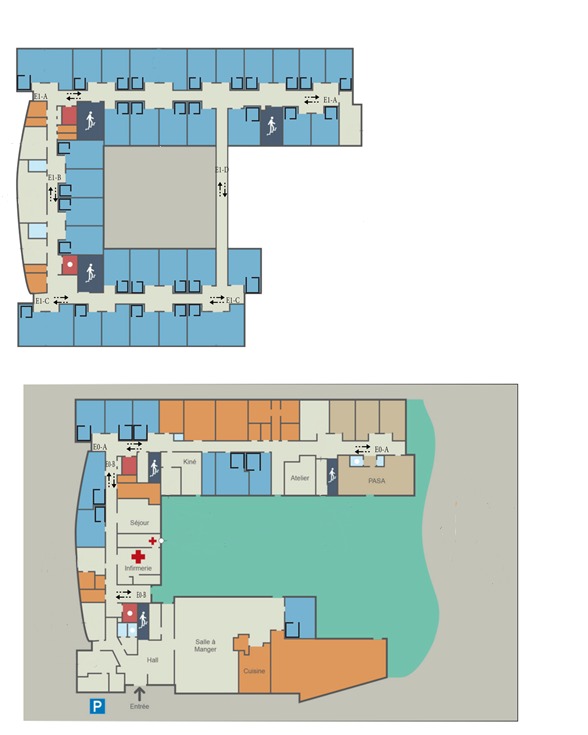 E1-A
E1-A
E1-D
E1-B
E1-C
E1-C
E0-A
E0-A
E0-B
Kiné
Atelier
PASA
Séjour
Infirmerie
E0-B
Salle à
Manger
Hall
Cuisine
P
Entrée